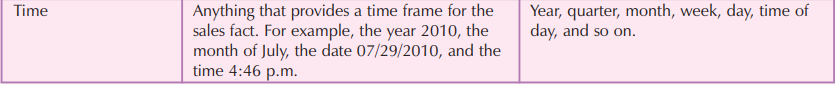 Time
Anything that provides a time frame for the
sales fact. For example, the year 2010, the
month of July, the date 07/29/2010, and the
time 4:46 p.m.
Year, quarter, month, week, day, time of
day, and so on.